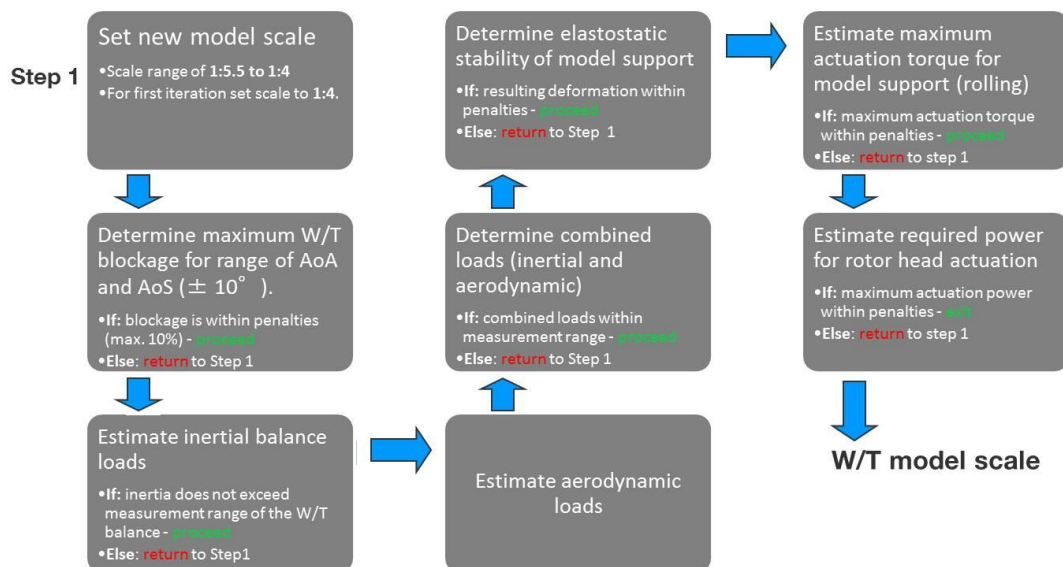 Step 1
Set new model scale
•Scale range of 1:5.5 to 1:4
•For first iteration set scale to 1:4.
Determine maximum W/T
blockage for range of AoA
and AoS (± 10° ).
•If: blockage is within penalties
(max. 10%) - proceed
•Else: return to Step 1
Estimate inertial balance
loads
•If: inertia does not exceed
measurement range of the W/T
balance - proceed
•Else: return to Step1
Estimate aerodynamic
loads
Determine combined
loads (inertial and
aerodynamic)
•If: combined loads within
measurement range - proceed
•Else: return to Step 1
Determine elastostatic
stability of model support
•If: resulting deformation within
penalties - proceed
•Else: return to Step 1
Estimate maximum
actuation torque for
model support (rolling)
•If: maximum actuation torque
within penalties - proceed
•Else: return to step 1
Estimate required power
for rotor head actuation
•If: maximum actuation power
within penalties - exit
•Else: return to step 1
W/T model scale